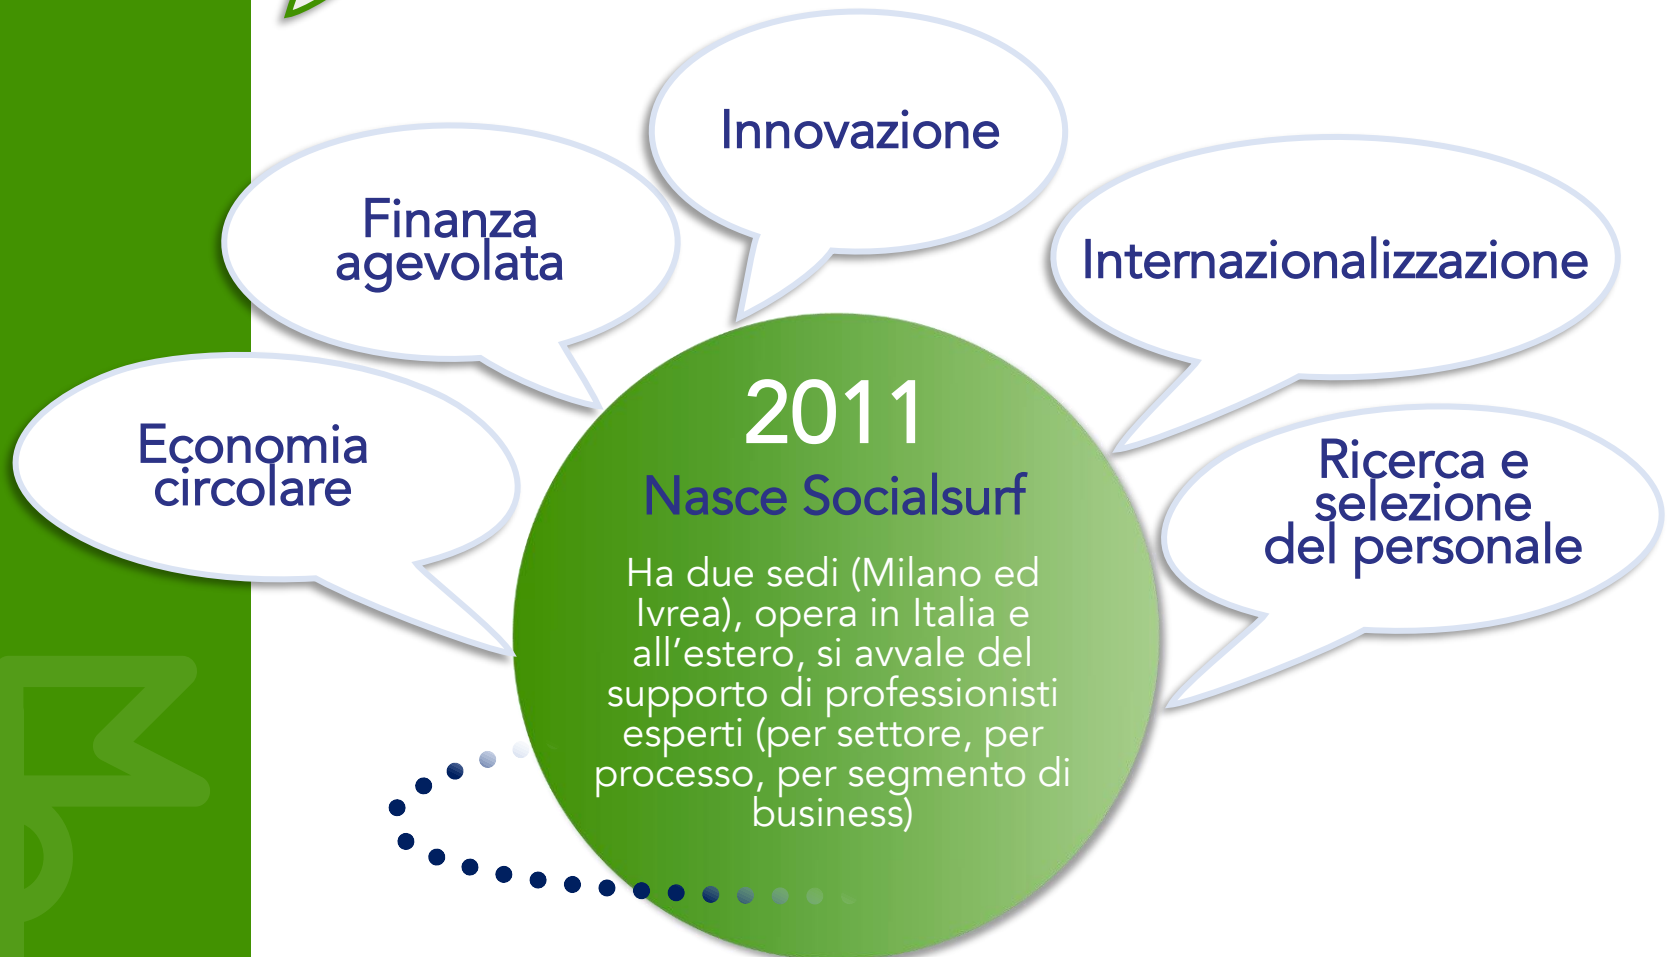 Innovazione
Finanza
agevolata
Internazionalizzazione
Economia
circolare
Ricerca e
selezione
del personale
2011
Nasce Socialsurf
Ha due sedi (Milano ed
Ivrea), opera in Italia e
all’estero, si avvale del
supporto di professionisti
esperti (per settore, per
processo, per segmento di
business)